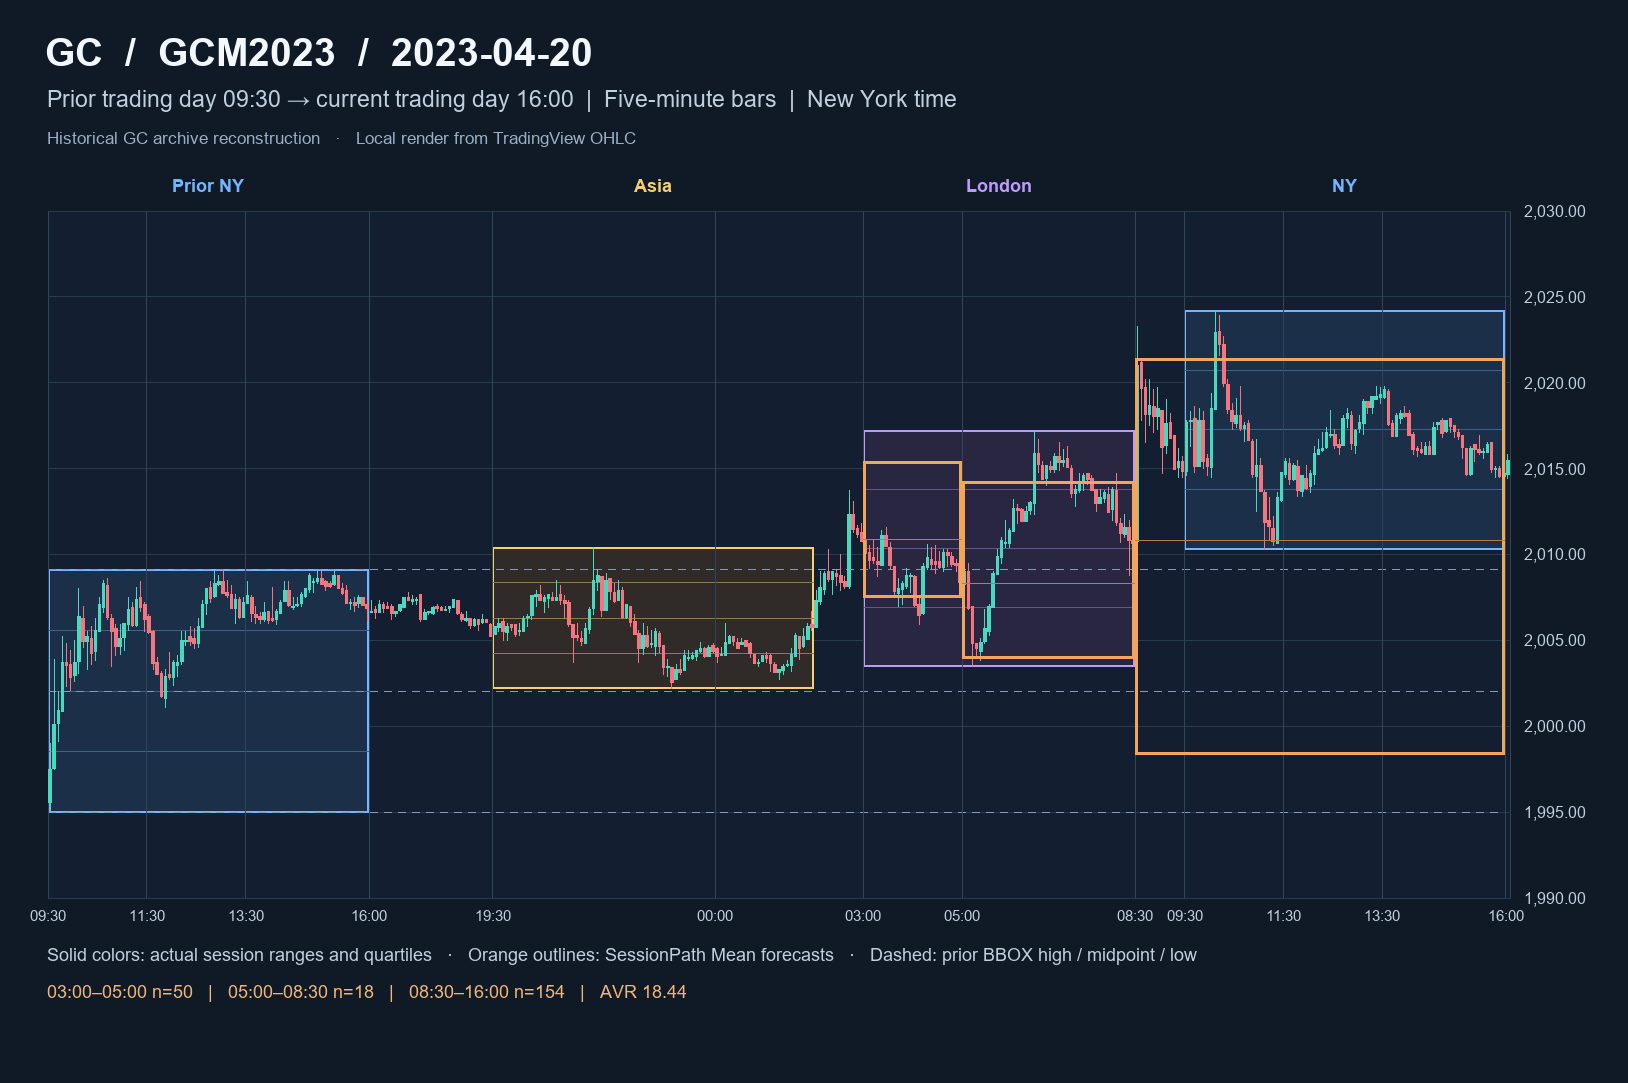 GC / GCM2023 / 2023-04-20
Prior trading day 09:30 → current trading day 16:00 | Five-minute bars | New York time
Historical GC archive reconstruction · Local render from TradingView OHLC
Prior NY Asia London NY
2,030.00
2,025.00
2,020.00
2,015.00
2,010.00
2,005.00
2,000.00
1,995.00
1,990.00
09:30 11:30 13:30 16:00 19:30 00:00 03:00 05:00 08:30 09:30 11:30 13:30 16:00
Solid colors: actual session ranges and quartiles · Orange outlines: SessionPath Mean forecasts · Dashed: prior BBOX high / midpoint / low
03:00–05:00 n=50 | 05:00–08:30 n=18 | 08:30–16:00 n=154 | AVR 18.44